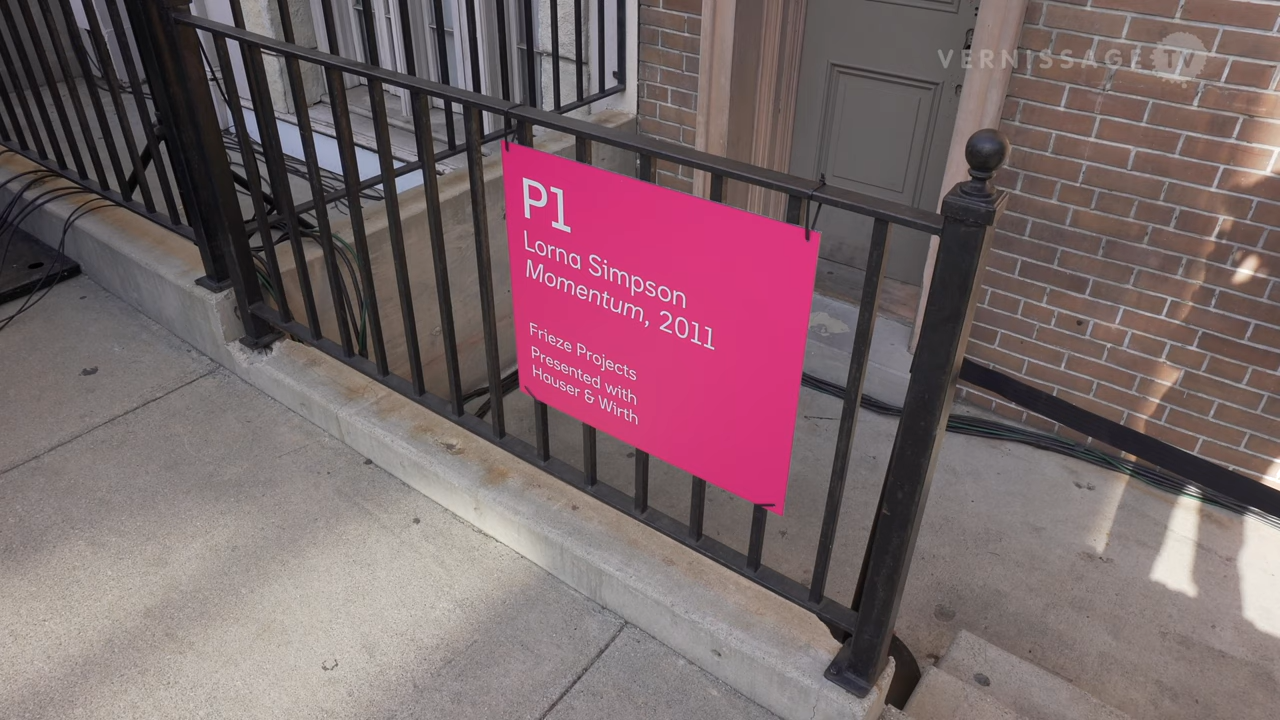 VERNISSAGE TV
P1
Lorna Simpson
Momentum, 2011
Frieze Projects
Presented with
Hauser & Wirth